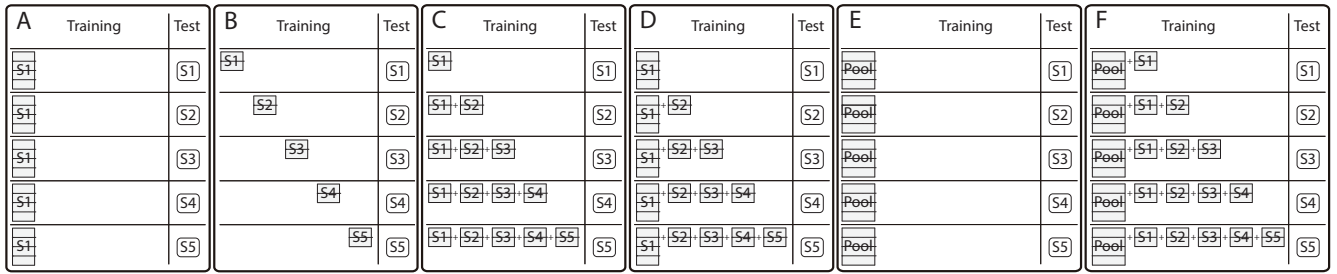 A Training Test B Training Test C Training Test D Training Test E Training Test F Training Test
S1 S1 S1 S1 S1 S1 S1 S1 Pool S1 Pool + S1 S1
S1 S2 S2 S2 S1 + S2 S2 S1 + S2 S2 Pool S2 Pool + S1 + S2 S2
S1 S3 S3 S3 S1 + S2 + S3 S3 S1 + S2 + S3 S3 Pool S3 Pool + S1 + S2 + S3 S3
S1 S4 S4 S4 S1 + S2 + S3 + S4 S4 S1 + S2 + S3 + S4 S4 Pool S4 Pool + S1 + S2 + S3 + S4 S4
S1 S5 S5 S5 S1 + S2 + S3 + S4 + S5 S5 S1 + S2 + S3 + S4 + S5 S5 Pool S5 Pool + S1 + S2 + S3 + S4 + S5 S5